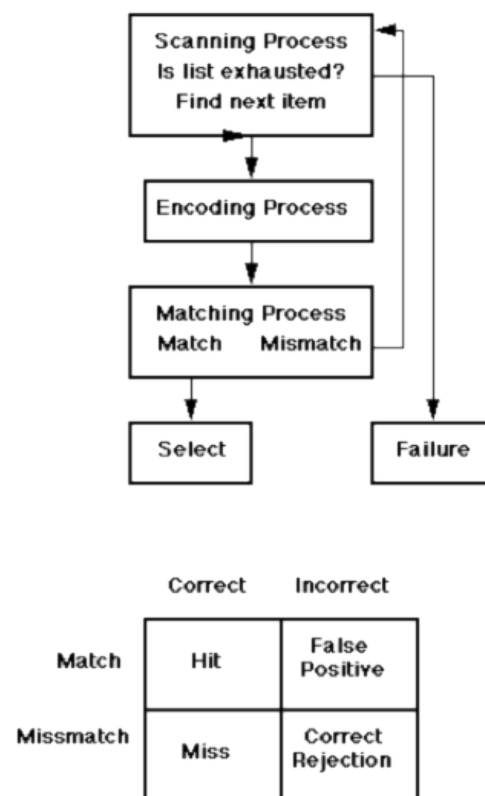 Scanning Process
Is list exhausted?
Find next item
Encoding Process
Matching Process
Match Mismatch
Select Failure
Correct Incorrect
Match Hit False Positive
Missmatch Miss Correct Rejection